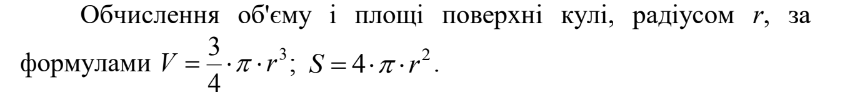 Обчислення об'єму і площі поверхні кулі, радіусом r, за
формулами V = 3/4 · π · r³; S = 4 · π · r².